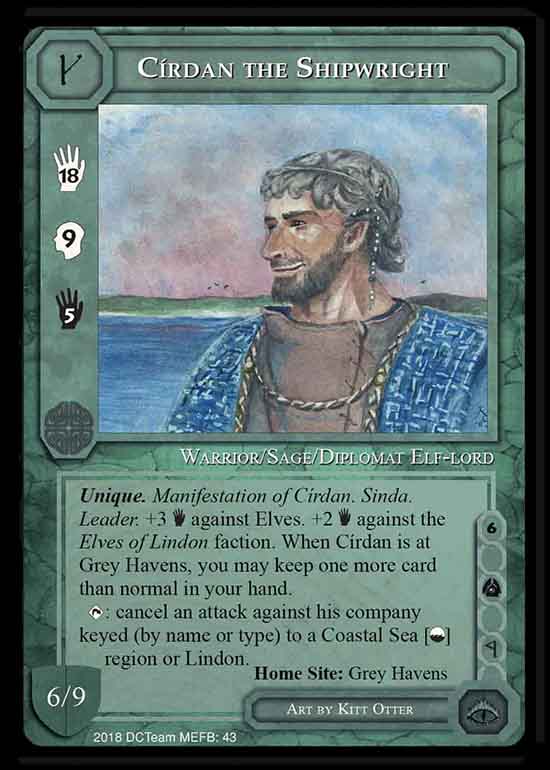 CÍRDAN THE SHIPWRIGHT
18
9
5
WARRIOR/SAGE/DIPLOMAT ELF-LORD
Unique. Manifestation of Círdan. Sinda.
Leader. +3 against Elves. +2 against the
Elves of Lindon faction. When Círdan is at
Grey Havens, you may keep one more card
than normal in your hand.
: cancel an attack against his company
keyed (by name or type) to a Coastal Sea [ ]
region or Lindon.
Home Site: Grey Havens
6
6/9
ART BY KITT OTTER
2018 DCTeam MEFB: 43